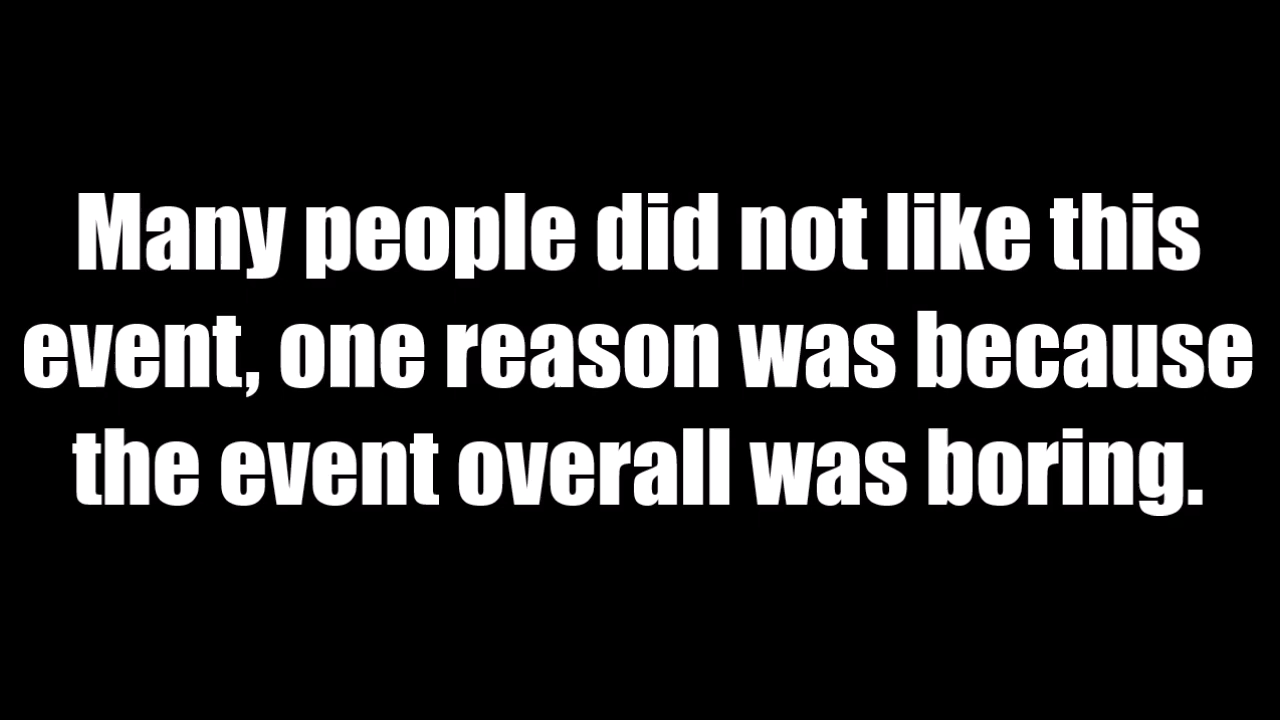 Many people did not like this
event, one reason was because
the event overall was boring.